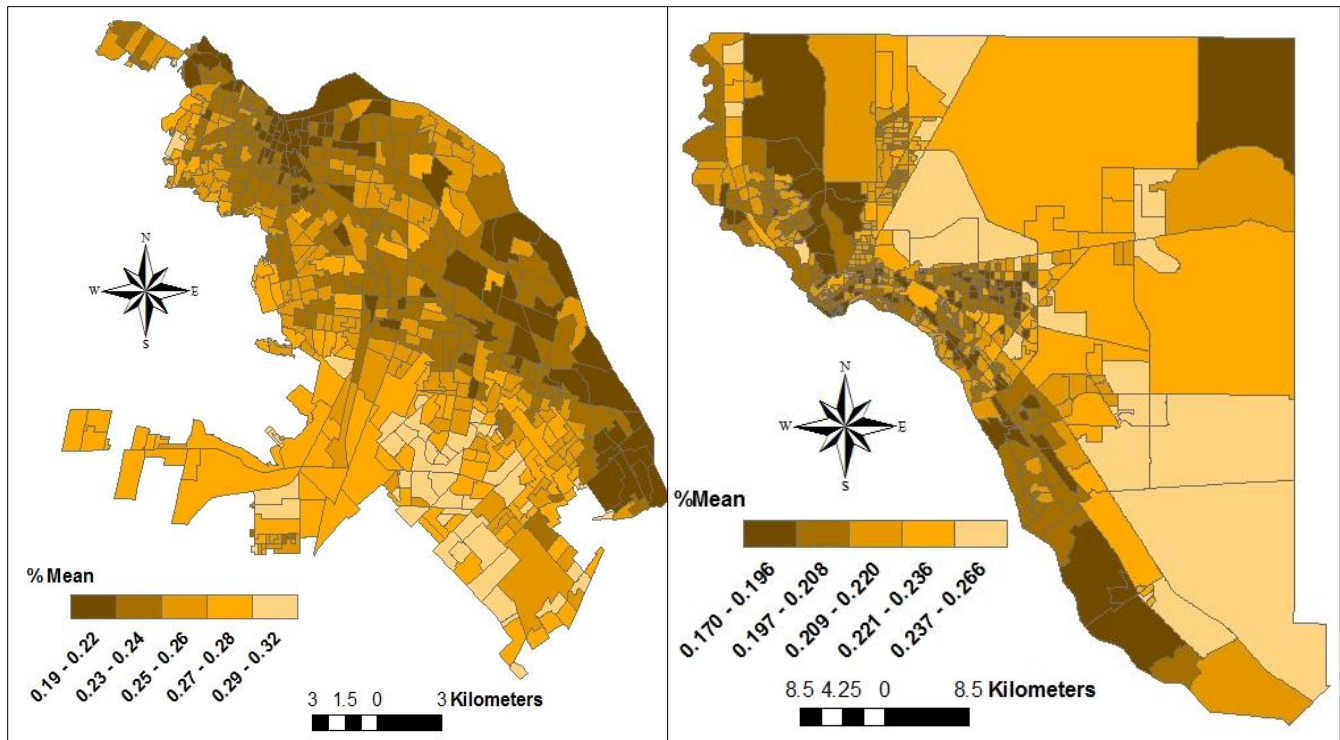 N
W E
S
% Mean
0.19 - 0.22
0.23 - 0.24
0.25 - 0.26
0.27 - 0.28
0.29 - 0.32
3 1.5 0 3 Kilometers
N
W E
S
%Mean
0.170 - 0.196
0.197 - 0.208
0.209 - 0.220
0.221 - 0.236
0.237 - 0.266
8.5 4.25 0 8.5 Kilometers